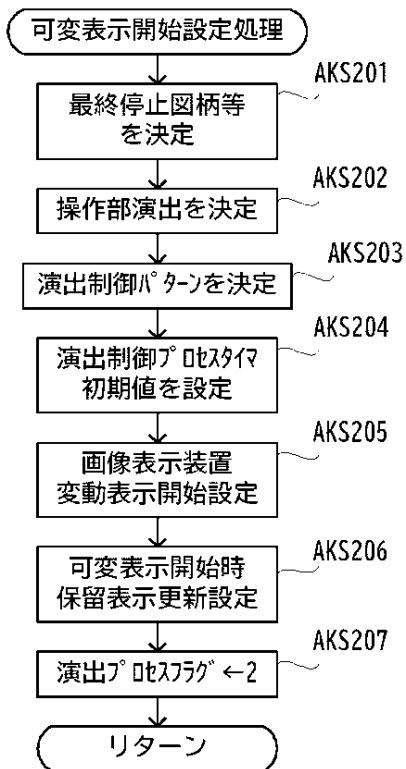 可変表示開始設定処理
AKS201
最終停止図柄等
を決定
AKS202
操作部演出を決定
AKS203
演出制御ﾊﾟﾀｰﾝを決定
AKS204
演出制御ﾌﾟﾛｾｽﾀｲﾏ
初期値を設定
AKS205
画像表示装置
変動表示開始設定
AKS206
可変表示開始時
保留表示更新設定
AKS207
演出ﾌﾟﾛｾｽﾌﾗｸﾞ←2
リターン